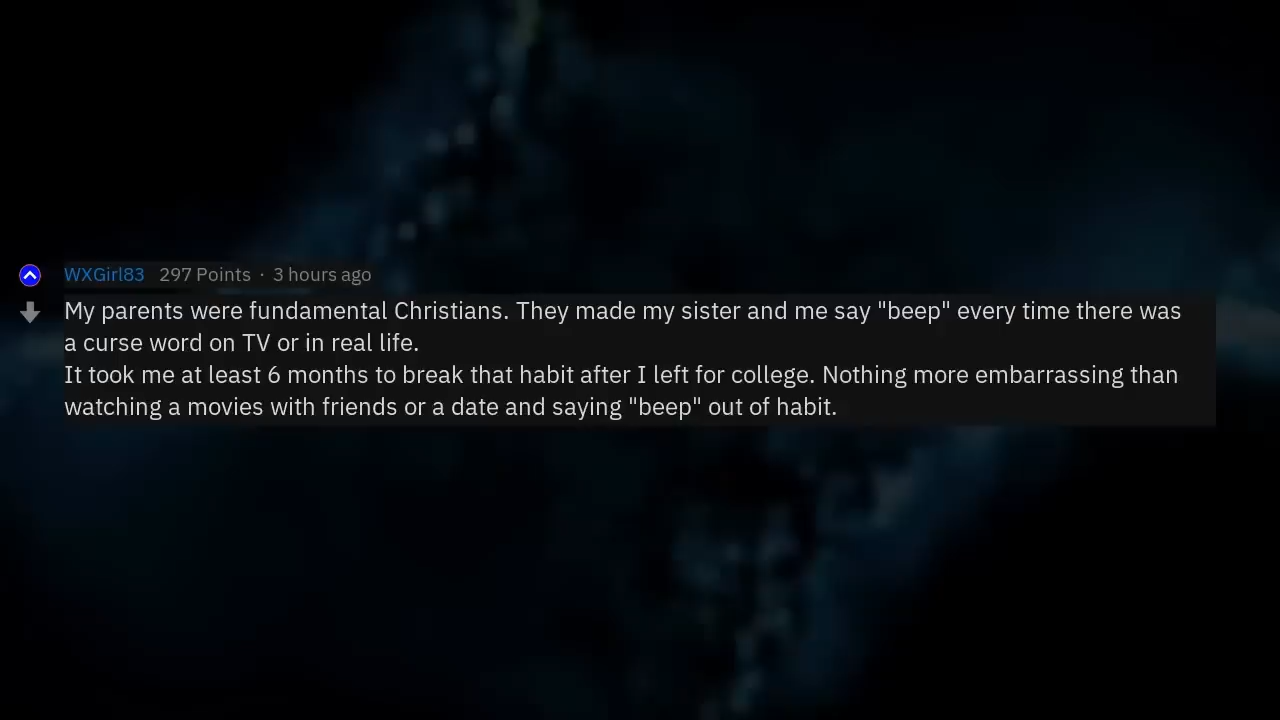 WXGirl83 297 Points · 3 hours ago
My parents were fundamental Christians. They made my sister and me say "beep" every time there was
a curse word on TV or in real life.
It took me at least 6 months to break that habit after I left for college. Nothing more embarrassing than
watching a movies with friends or a date and saying "beep" out of habit.